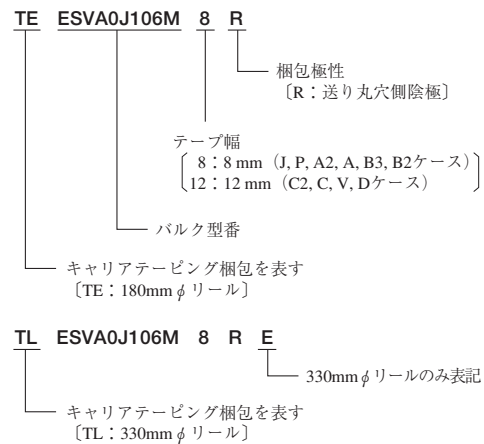 TE ESVA0J106M 8 R
梱包極性
〔R：送り丸穴側陰極〕
テープ幅
8：8 mm（J, P, A2, A, B3, B2ケース）
12：12 mm（C2, C, V, Dケース）
バルク型番
キャリアテーピング梱包を表す
〔TE：180mmφリール〕
TL ESVA0J106M 8 R E
330mmφリールのみ表記
キャリアテーピング梱包を表す
〔TL：330mmφリール〕